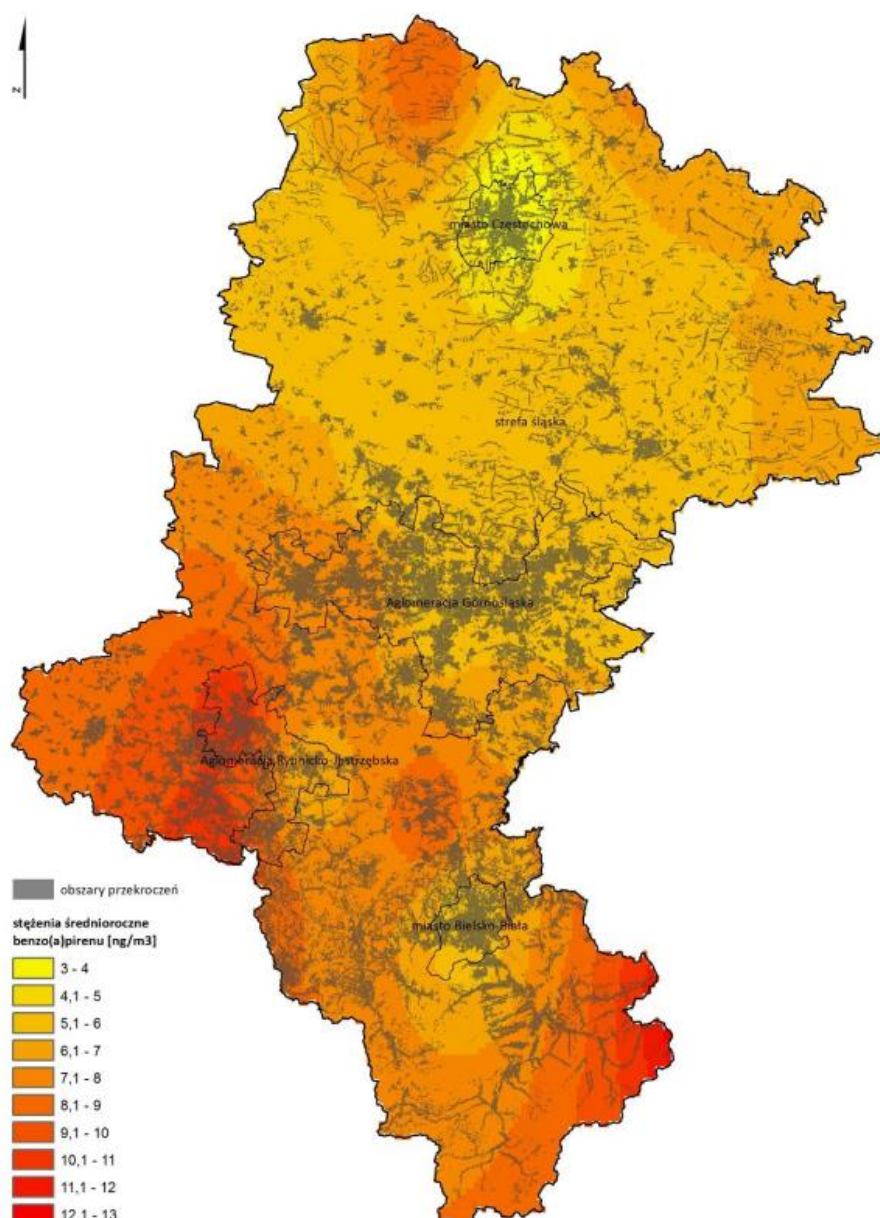 N
miasto Częstochowa
strefa śląska
Aglomeracja Górnośląska
Aglomeracja Rybnicko-Jastrzębska
miasto Bielsko-Biała
obszary przekroczeń
stężenia średnioroczne
benzo(a)pirenu [ng/m3]
3 - 4
4,1 - 5
5,1 - 6
6,1 - 7
7,1 - 8
8,1 - 9
9,1 - 10
10,1 - 11
11,1 - 12
12,1 - 13